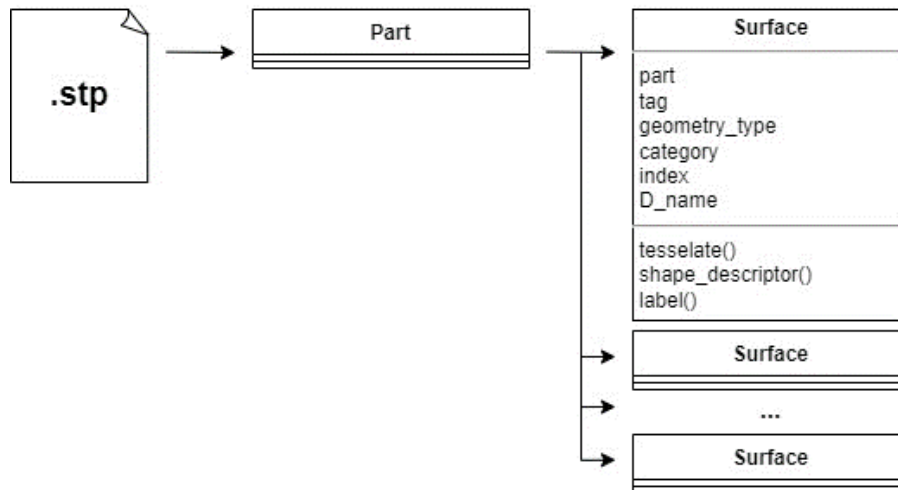 .stp
Part
Surface
part
tag
geometry_type
category
index
D_name
tesselate()
shape_descriptor()
label()
Surface
...
Surface